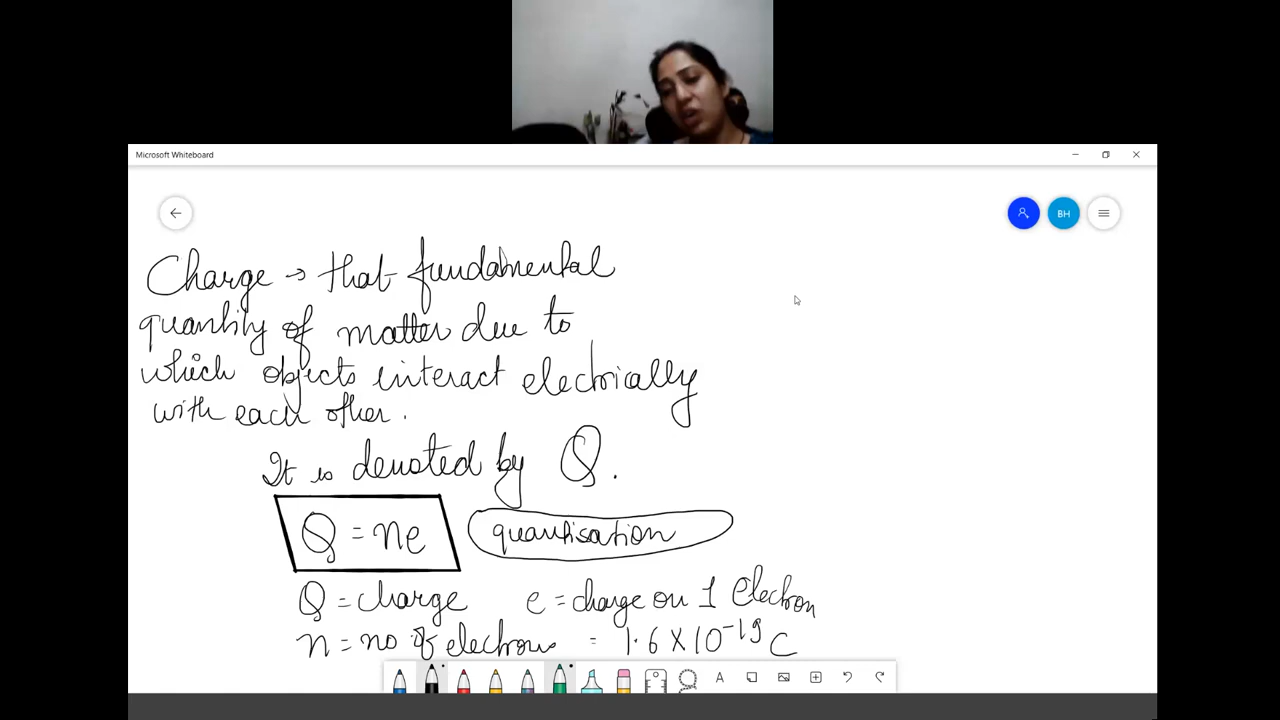 Microsoft Whiteboard
BH
Charge → that fundamental
quantity of matter due to
which objects interact electrically
with each other.
It is denoted by Q.
Q = ne quantisation
Q = charge e = charge on 1 electron
n = no of electrons = 1.6 X 10⁻¹⁹ C
A